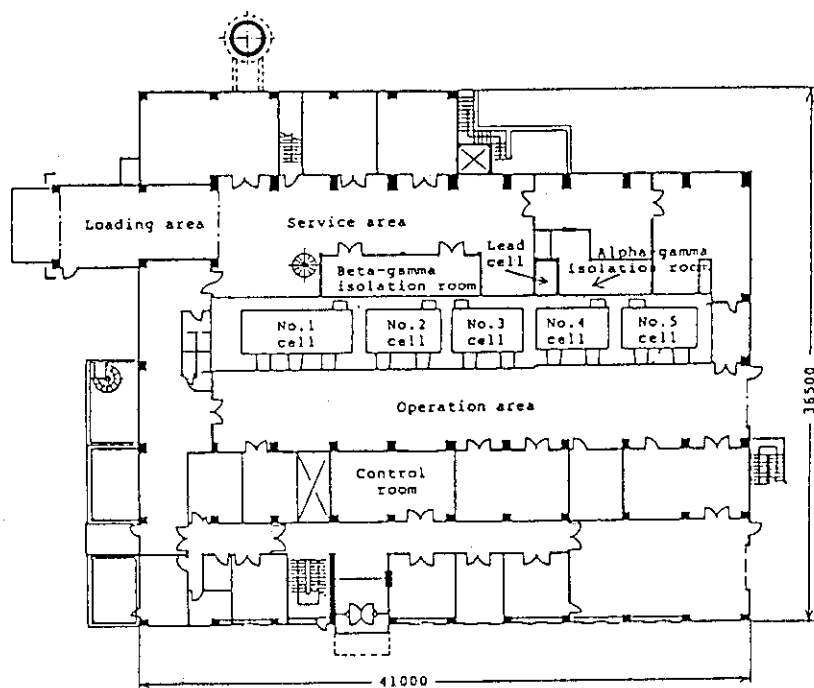 Loading area
Service area
Lead
cell
Alpha-gamma
isolation room
Beta-gamma
isolation room
No.1
cell
No.2
cell
No.3
cell
No.4
cell
No.5
cell
Operation area
Control
room
36500
41000